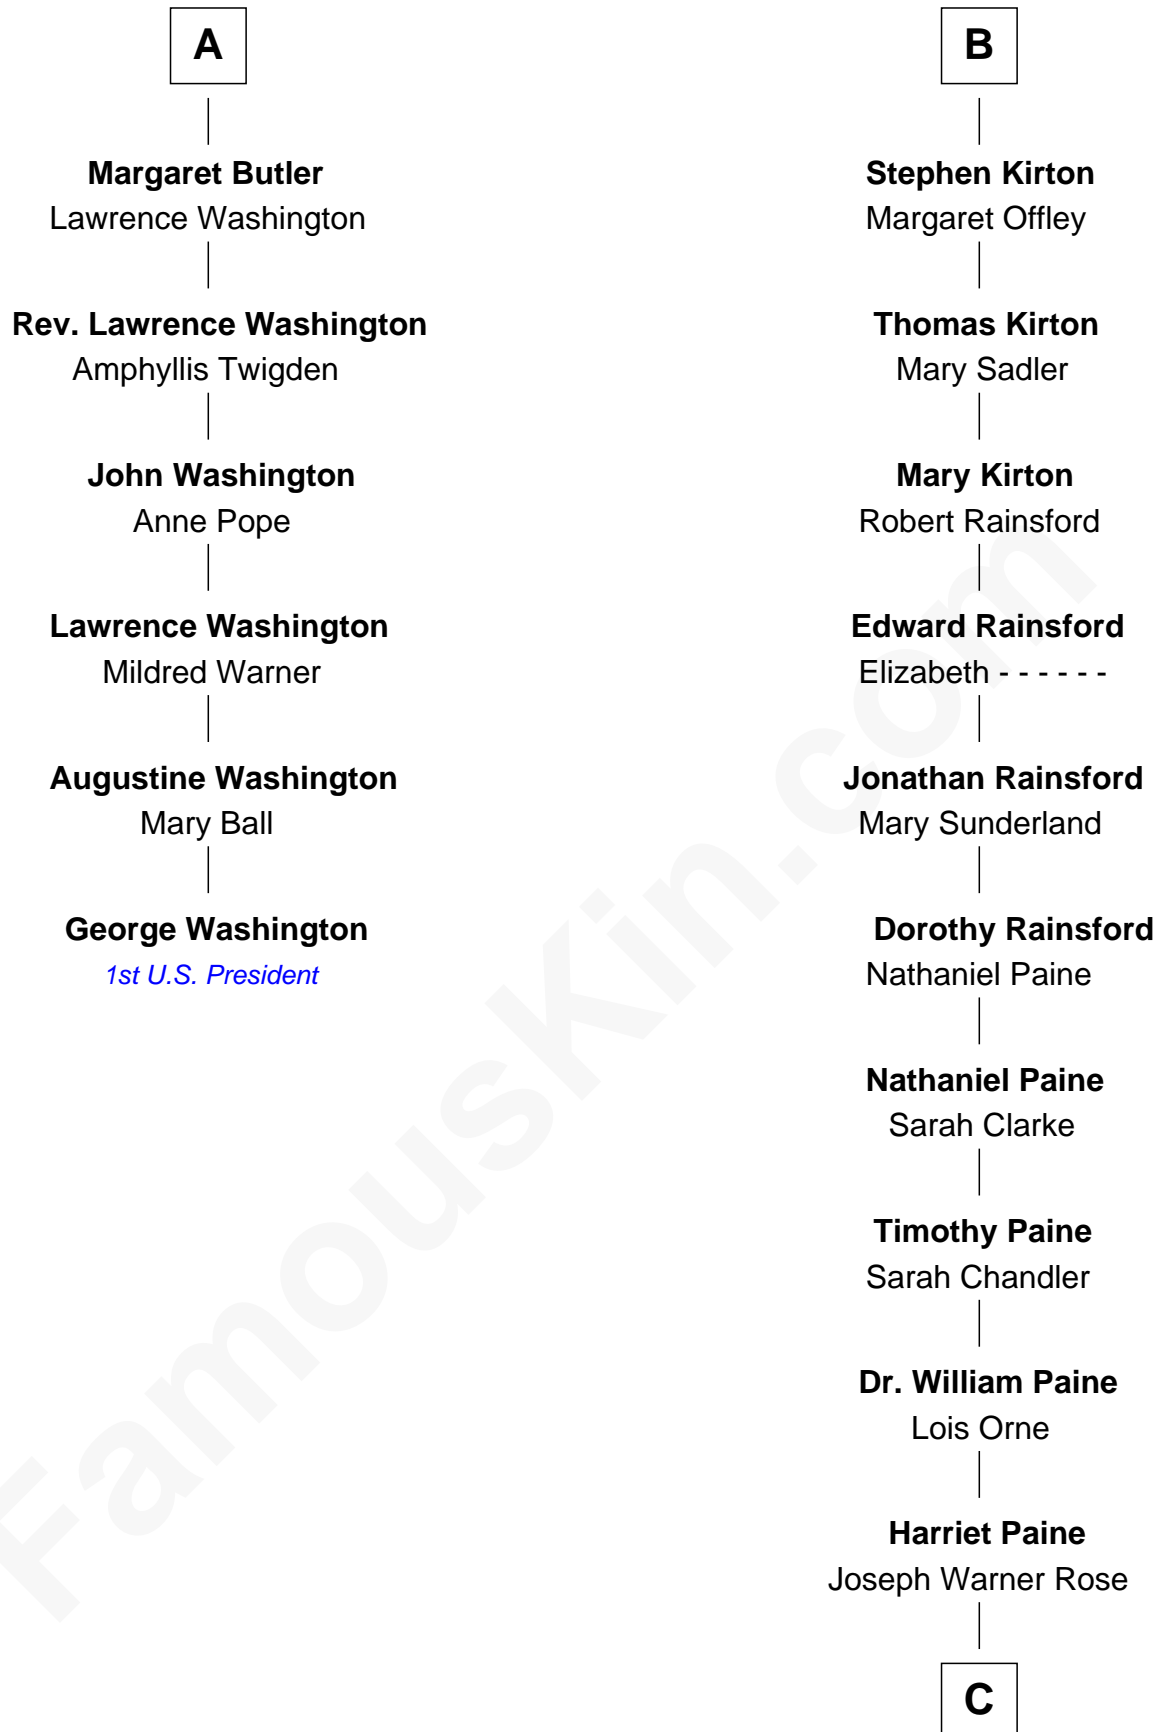 A
Margaret Butler
Lawrence Washington
Rev. Lawrence Washington
Amphyllis Twigden
John Washington
Anne Pope
Lawrence Washington
Mildred Warner
Augustine Washington
Mary Ball
George Washington
1st U.S. President
B
Stephen Kirton
Margaret Offley
Thomas Kirton
Mary Sadler
Mary Kirton
Robert Rainsford
Edward Rainsford
Elizabeth - - - - - -
Jonathan Rainsford
Mary Sunderland
Dorothy Rainsford
Nathaniel Paine
Nathaniel Paine
Sarah Clarke
Timothy Paine
Sarah Chandler
Dr. William Paine
Lois Orne
Harriet Paine
Joseph Warner Rose
C
FamousKin.com